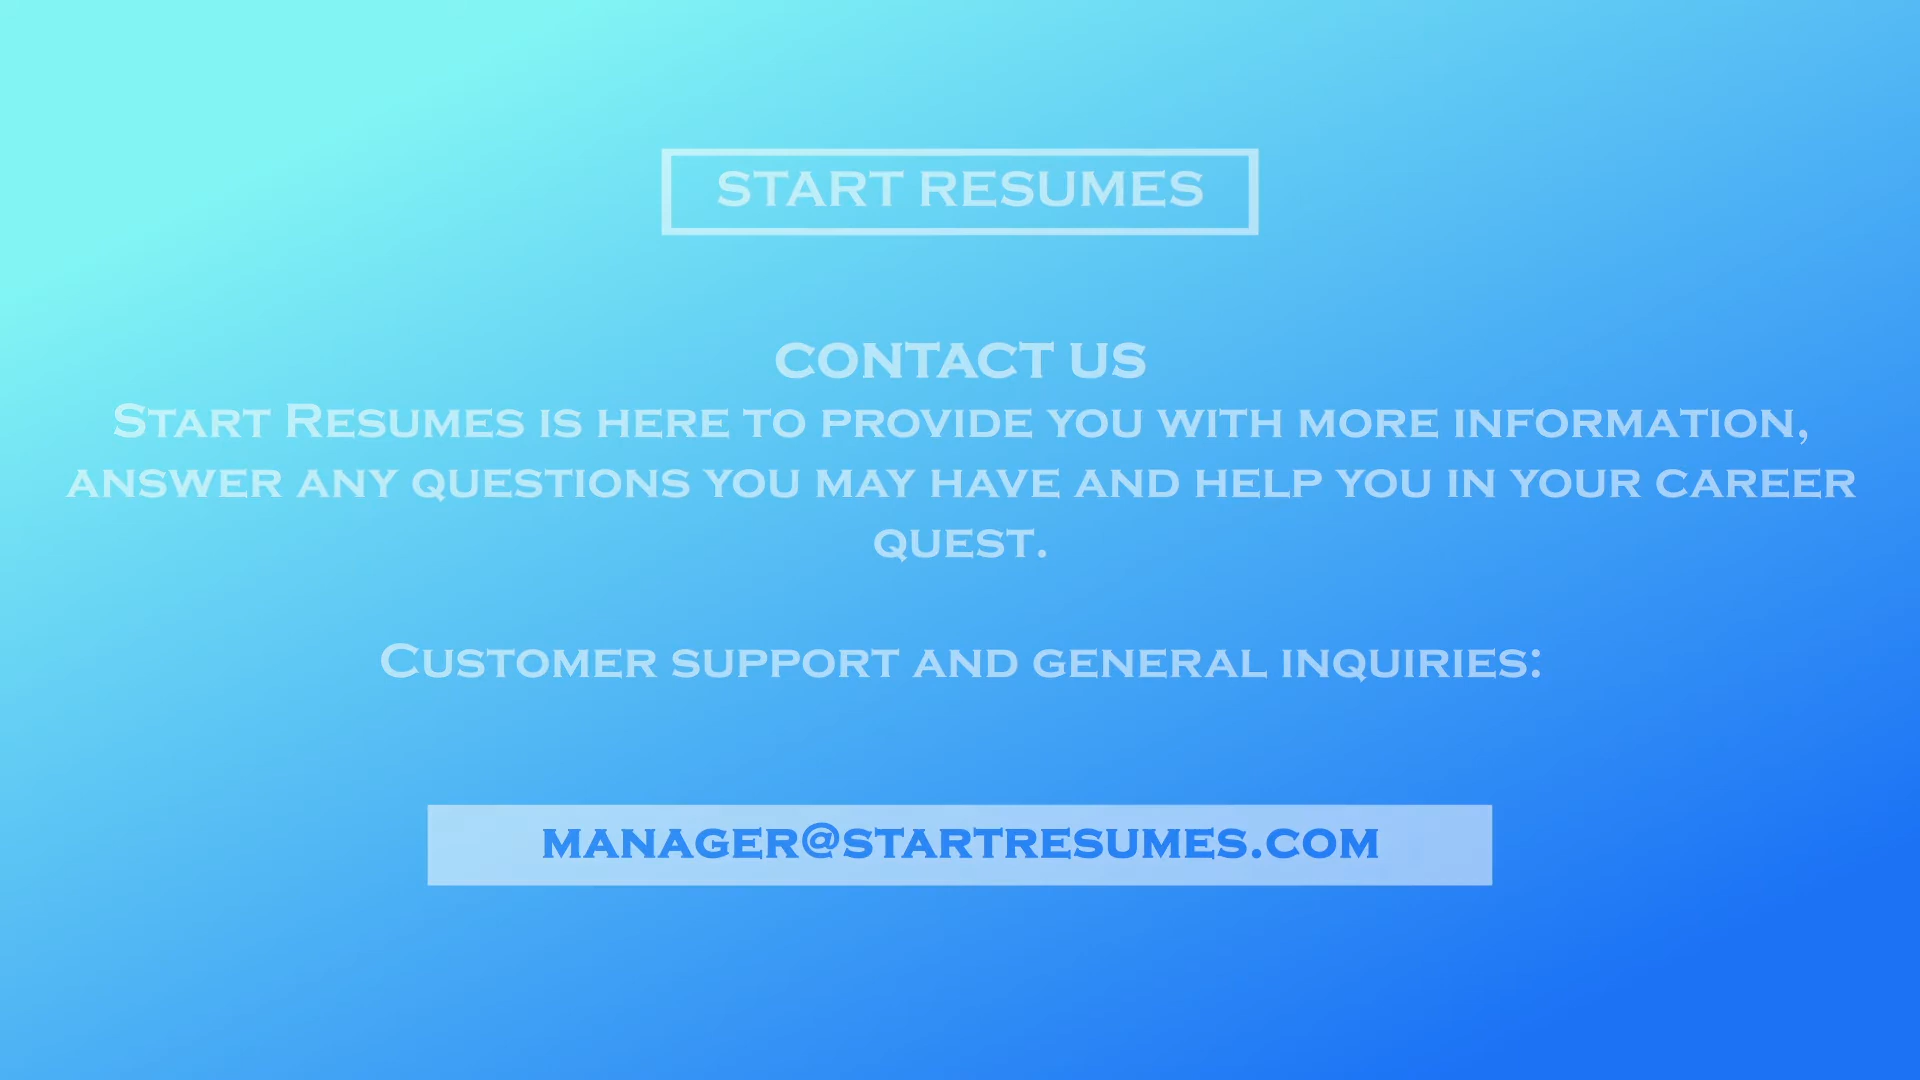 START RESUMES
CONTACT US
Start Resumes is here to provide you with more information,
answer any questions you may have and help you in your career
quest.
Customer support and general inquiries:
MANAGER@STARTRESUMES.COM